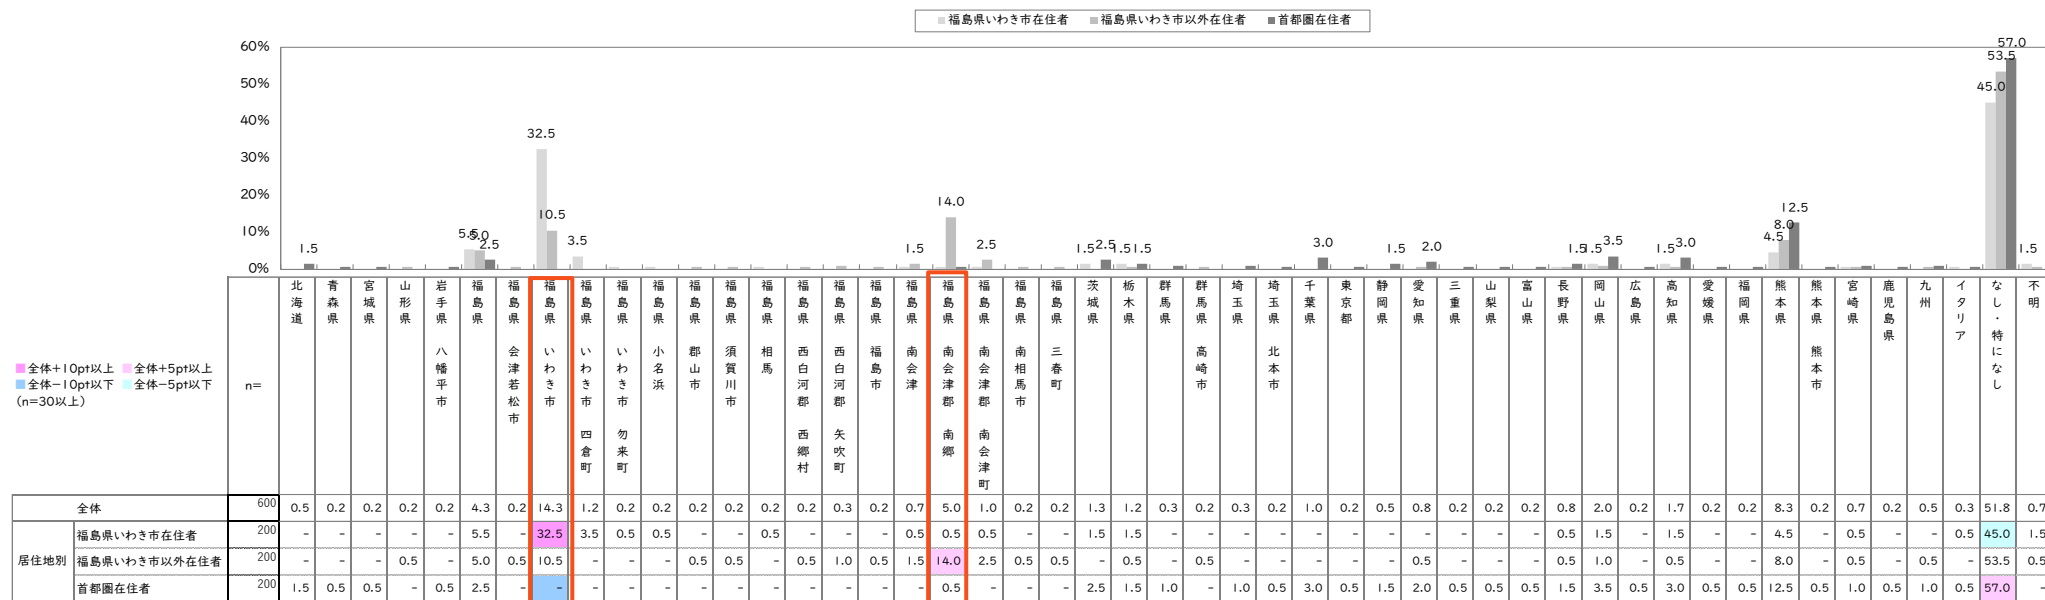 福島県いわき市在住者 福島県いわき市以外在住者 首都圏在住者
60%
50%
40%
30%
20%
10%
0%
1.5
5.5
5.0
2.5
32.5
10.5
3.5
1.5
14.0
2.5
1.5
2.5
1.5
1.5
3.0
1.5
2.0
1.5
1.5
3.5
1.5
3.0
4.5
8.0
12.5
45.0
53.5
57.0
1.5
全体+10pt以上 全体+5pt以上
全体-10pt以下 全体-5pt以下
(n=30以上)
n=
北海道
青森県
宮城県
山形県
岩手県 八幡平市
福島県
福島県 会津若松市
福島県 いわき市
福島県 いわき市 四倉町
福島県 いわき市 勿来町
福島県 小名浜
福島県 郡山市
福島県 須賀川市
福島県 相馬
福島県 西白河郡 西郷村
福島県 西白河郡 矢吹町
福島県 福島市
福島県 南会津
福島県 南会津郡 南郷
福島県 南会津郡 南会津町
福島県 南相馬市
福島県 三春町
茨城県
栃木県
群馬県
群馬県 高崎市
埼玉県
埼玉県 北本市
千葉県
東京都
静岡県
愛知県
三重県
山梨県
富山県
長野県
岡山県
広島県
高知県
愛媛県
福岡県
熊本県
熊本県 熊本市
宮崎県
鹿児島県
九州
イタリア
なし・特になし
不明
全体 600 0.5 0.2 0.2 0.2 0.2 4.3 0.2 14.3 1.2 0.2 0.2 0.2 0.2 0.2 0.2 0.3 0.2 0.7 5.0 1.0 0.2 0.2 1.3 1.2 0.3 0.2 0.3 0.2 1.0 0.2 0.5 0.8 0.2 0.2 0.2 0.8 2.0 0.2 1.7 0.2 0.2 8.3 0.2 0.7 0.2 0.5 0.3 51.8 0.7
居住地別
福島県いわき市在住者 200 - - - - - 5.5 - 32.5 3.5 0.5 0.5 - - 0.5 - - - 0.5 0.5 0.5 - - 1.5 1.5 - - - - - - - - - - - 0.5 1.5 - 1.5 - - 4.5 - 0.5 - - 0.5 45.0 1.5
福島県いわき市以外在住者 200 - - - 0.5 - 5.0 0.5 10.5 - - - 0.5 0.5 - 0.5 1.0 0.5 1.5 14.0 2.5 0.5 0.5 - 0.5 - 0.5 - - - - - 0.5 - - - 0.5 1.0 - 0.5 - - 8.0 - 0.5 - 0.5 - 53.5 0.5
首都圏在住者 200 1.5 0.5 0.5 - 0.5 2.5 - - - - - - - - - - - - 0.5 - - - 2.5 1.5 1.0 - 1.0 0.5 3.0 0.5 1.5 2.0 0.5 0.5 0.5 1.5 3.5 0.5 3.0 0.5 0.5 12.5 0.5 1.0 0.5 1.0 0.5 57.0 -